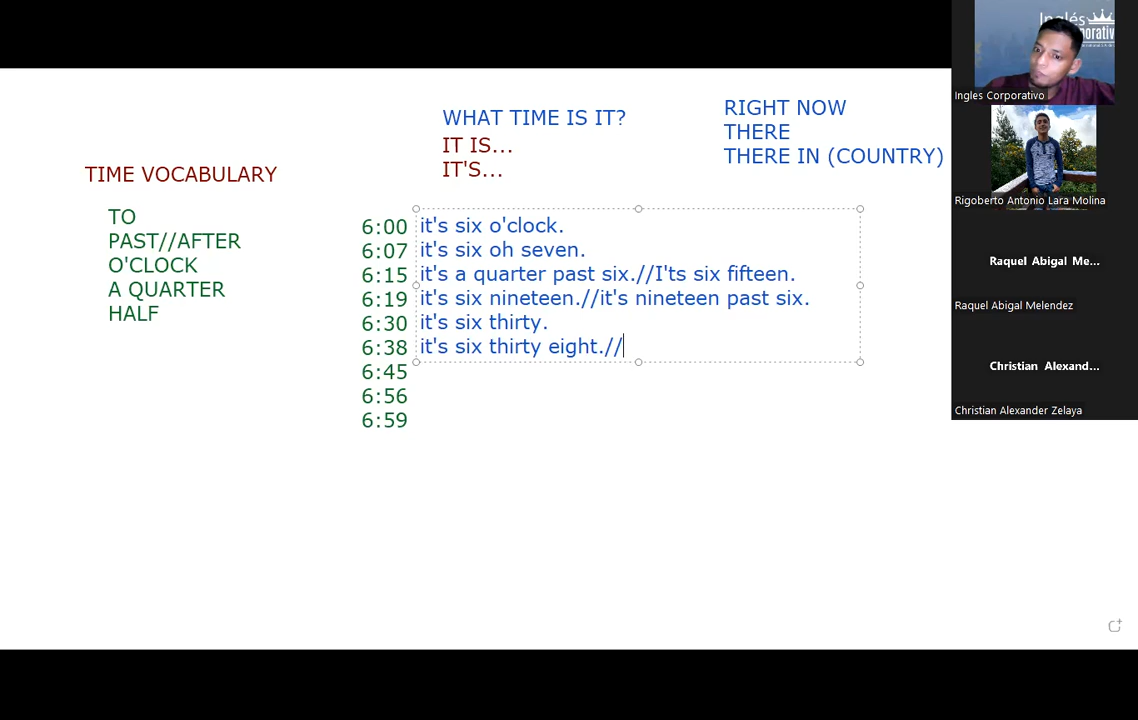 WHAT TIME IS IT?
IT IS...
IT'S...
RIGHT NOW
THERE
THERE IN (COUNTRY)
TIME VOCABULARY
TO
PAST//AFTER
O'CLOCK
A QUARTER
HALF
6:00 it's six o'clock.
6:07 it's six oh seven.
6:15 it's a quarter past six.//I'ts six fifteen.
6:19 it's six nineteen.//it's nineteen past six.
6:30 it's six thirty.
6:38 it's six thirty eight.//
6:45
6:56
6:59
Inglés
Ingles Corporativo
Rigoberto Antonio Lara Molina
Raquel Abigal Me...
Raquel Abigal Melendez
Christian Alexand...
Christian Alexander Zelaya